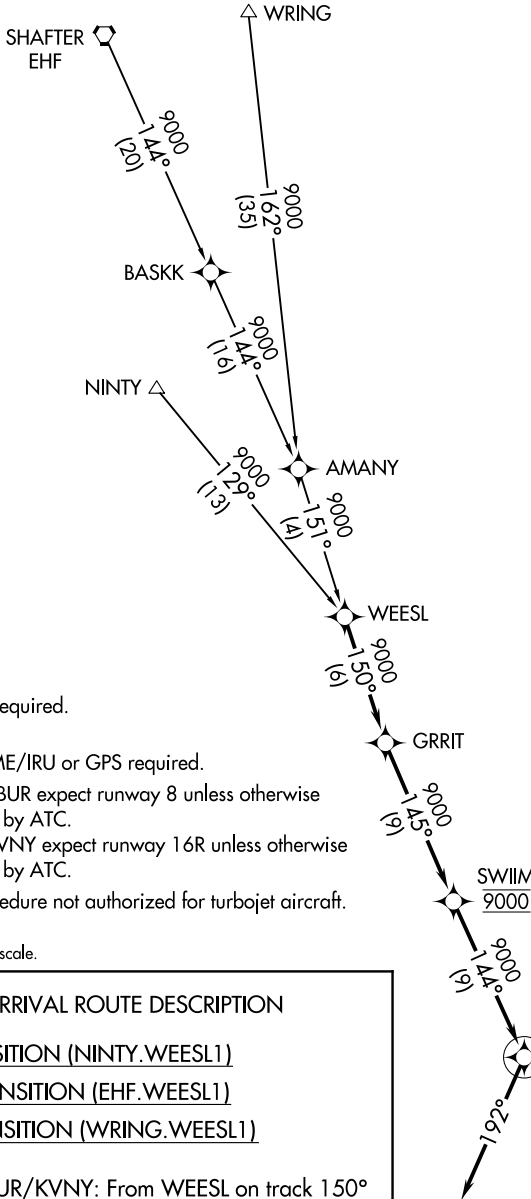 SHAFTER
EHF
WRING
9000
144°
(20)
9000
162°
(35)
BASKK
9000
144°
(16)
NINTY
9000
129°
(13)
AMANY
9000
151°
(4)
WEESL
9000
150°
(6)
equired.
GRRIT
ME/IRU or GPS required.
BUR expect runway 8 unless otherwise
by ATC.
VNY expect runway 16R unless otherwise
by ATC.
edure not authorized for turbojet aircraft.
9000
145°
(9)
SWIIM
9000
scale.
9000
144°
(9)
RRIVAL ROUTE DESCRIPTION
SITION (NINTY.WEESL1)
NSITION (EHF.WEESL1)
NSITION (WRING.WEESL1)
192°
UR/KVNY: From WEESL on track 150°